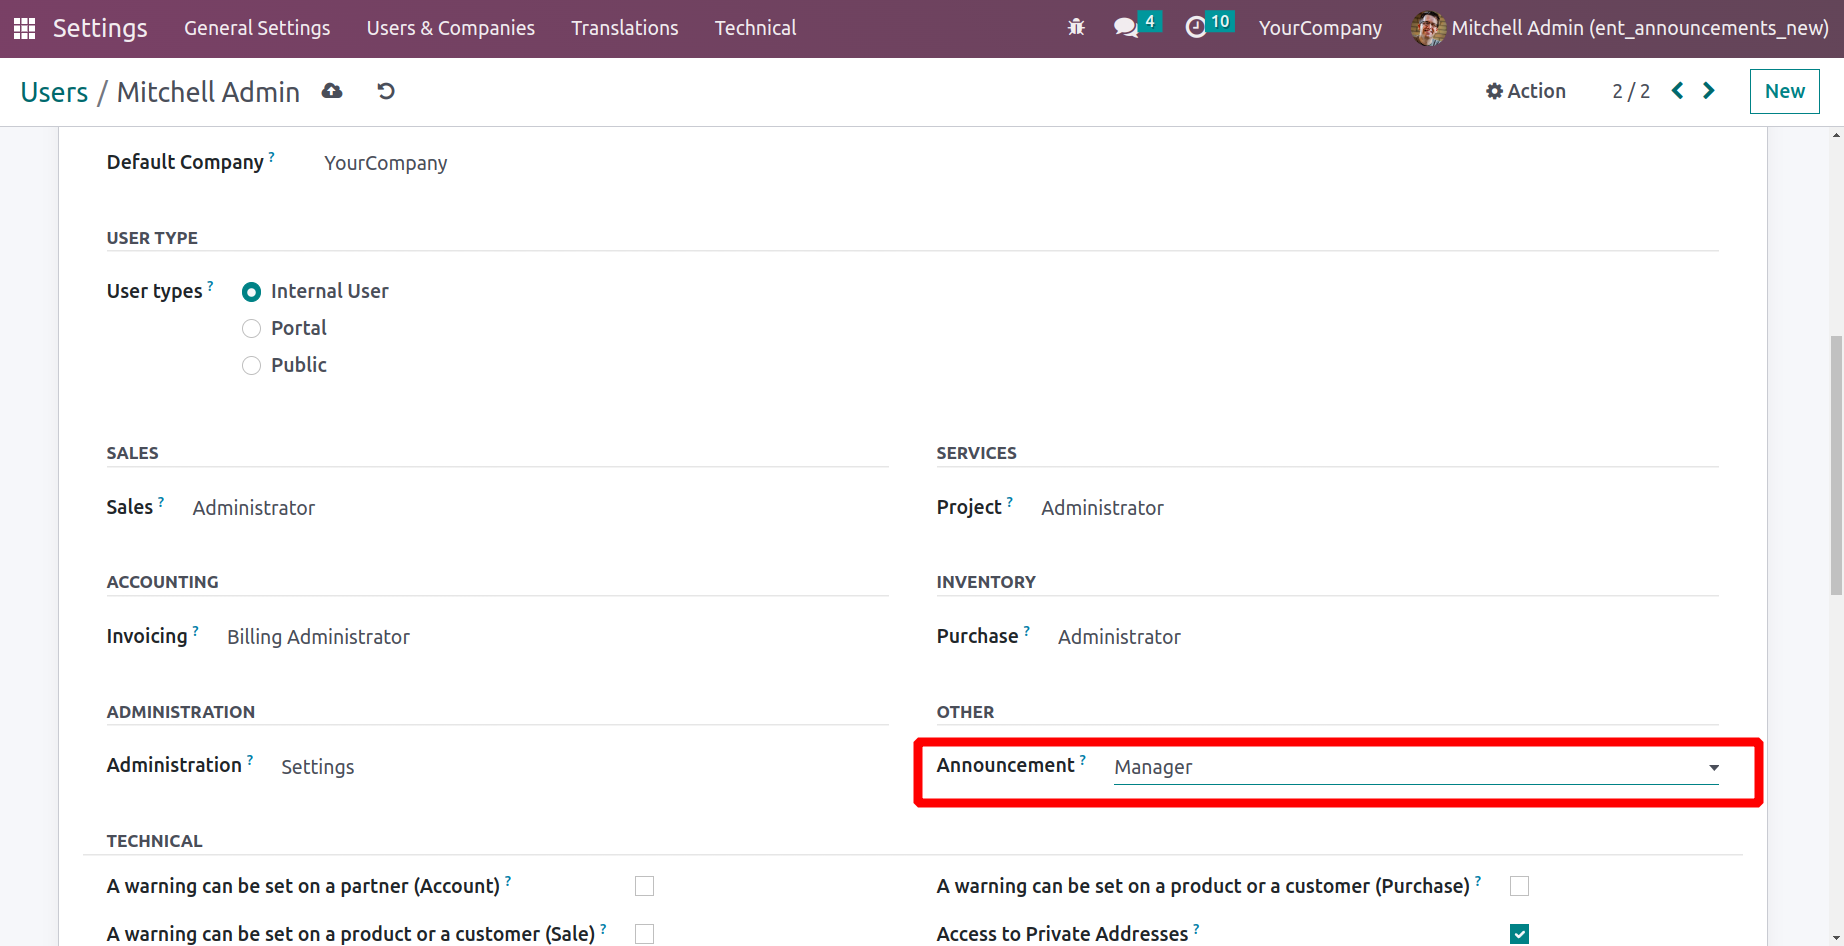 Settings General Settings Users & Companies Translations Technical 4 10 YourCompany Mitchell Admin (ent_announcements_new)
Users / Mitchell Admin Action 2 / 2 New
Default Company ? YourCompany
USER TYPE
User types ? Internal User
Portal
Public
SALES SERVICES
Sales ? Administrator Project ? Administrator
ACCOUNTING INVENTORY
Invoicing ? Billing Administrator Purchase ? Administrator
ADMINISTRATION OTHER
Administration ? Settings Announcement ? Manager
TECHNICAL
A warning can be set on a partner (Account) ? A warning can be set on a product or a customer (Purchase) ?
A warning can be set on a product or a customer (Sale) ? Access to Private Addresses ?